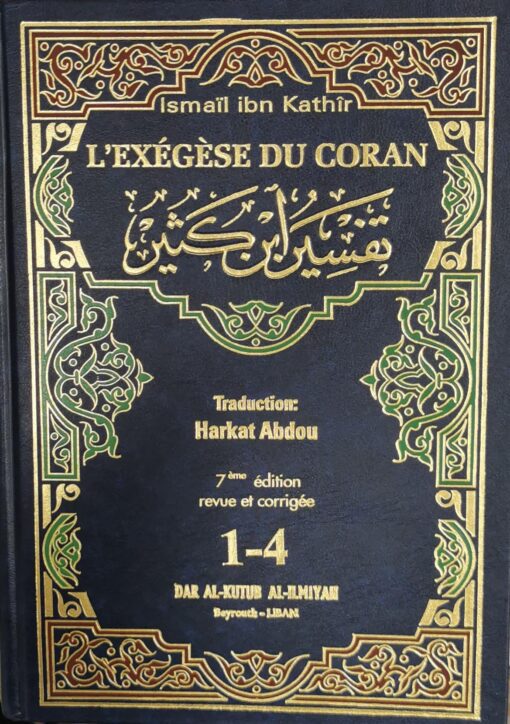 Ismaïl ibn Kathîr
L'EXÉGÈSE DU CORAN
تفسير ابن كثير
Traduction:
Harkat Abdou
7ème édition
revue et corrigée
1-4
DAR AL-KUTUB AL-ILMIYAH
Beyrouth - LIBAN